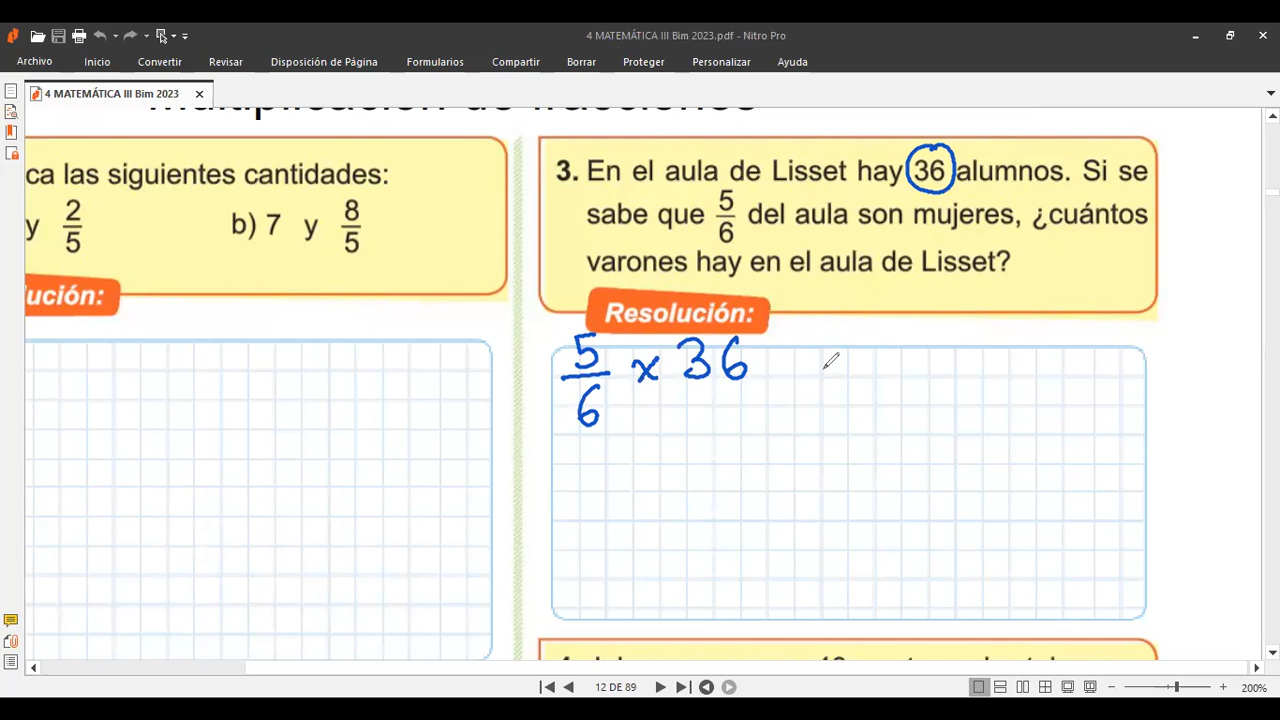 4 MATEMÁTICA III Bim 2023.pdf - Nitro Pro
Archivo Inicio Convertir Revisar Disposición de Página Formularios Compartir Borrar Proteger Personalizar Ayuda
4 MATEMÁTICA III Bim 2023
Multiplicación de fracciones
ca las siguientes cantidades:
y 2/5 b) 7 y 8/5
lución:
3. En el aula de Lisset hay 36 alumnos. Si se
sabe que 5/6 del aula son mujeres, ¿cuántos
varones hay en el aula de Lisset?
Resolución:
5/6 x 36
12 DE 89
200%